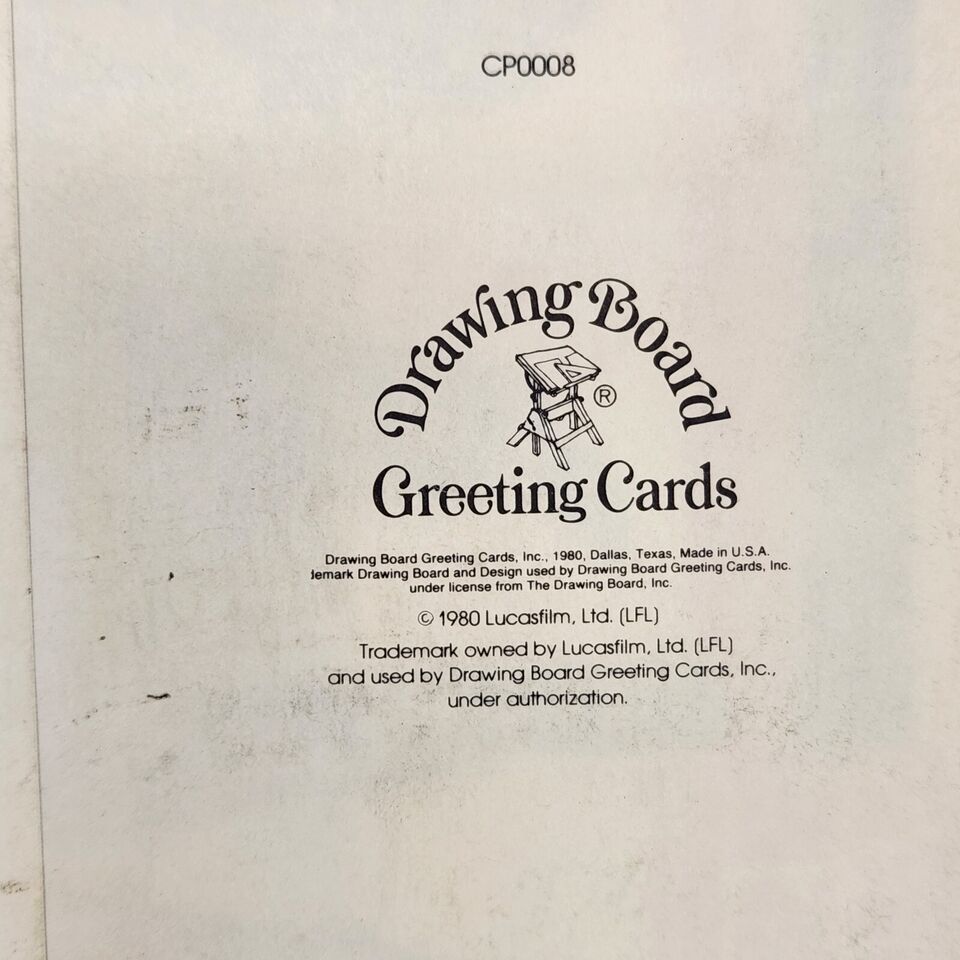 CP0008
Drawing Board
®
Greeting Cards
Drawing Board Greeting Cards, Inc., 1980, Dallas, Texas, Made in U.S.A.
demark Drawing Board and Design used by Drawing Board Greeting Cards, Inc.
under license from The Drawing Board, Inc.
© 1980 Lucasfilm, Ltd. (LFL)
Trademark owned by Lucasfilm, Ltd. (LFL)
and used by Drawing Board Greeting Cards, Inc.,
under authorization.